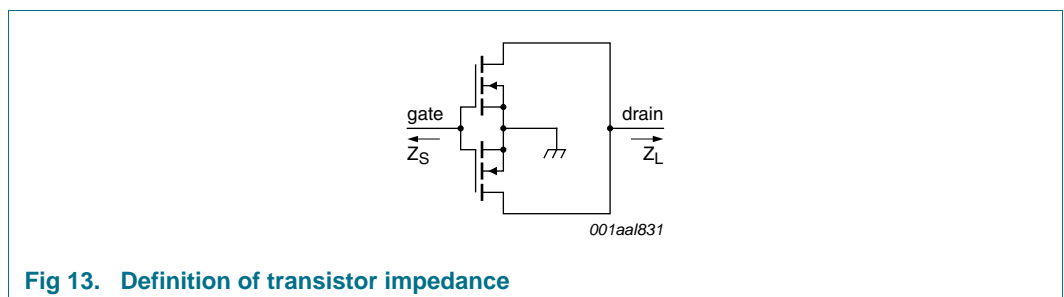 gate
drain
Z_S
Z_L
001aal831
Fig 13. Definition of transistor impedance